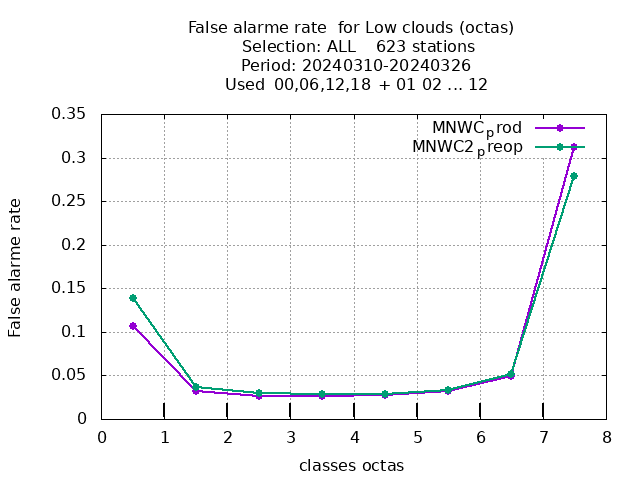 False alarme rate  for Low clouds (octas)
Selection: ALL    623 stations
Period: 20240310-20240326
Used  00,06,12,18 + 01 02 ... 12
0.35
MNWC_prod
MNWC2_preop
0.3
0.25
0.2
0.15
0.1
0.05
0
False alarme rate
0 1 2 3 4 5 6 7 8
classes octas